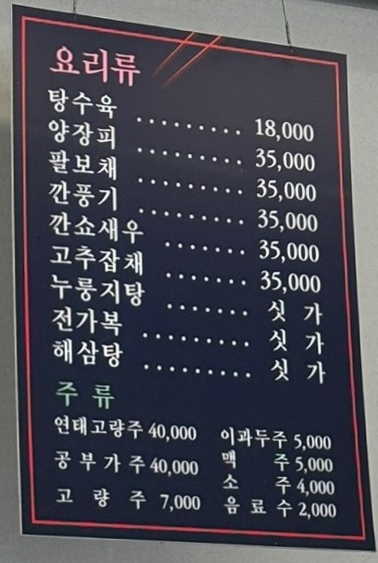 요리류
탕수육 ......... 18,000
양장피 ......... 35,000
팔보채 ......... 35,000
깐풍기 ......... 35,000
깐쇼새우 ....... 35,000
고추잡채 ....... 35,000
누룽지탕 ....... 싯 가
전가복 ......... 싯 가
해삼탕 ......... 싯 가
주 류
연태고량주 40,000
공 부 가 주 40,000
고 량 주 7,000
이과두주 5,000
맥 주 5,000
소 주 4,000
음 료 수 2,000